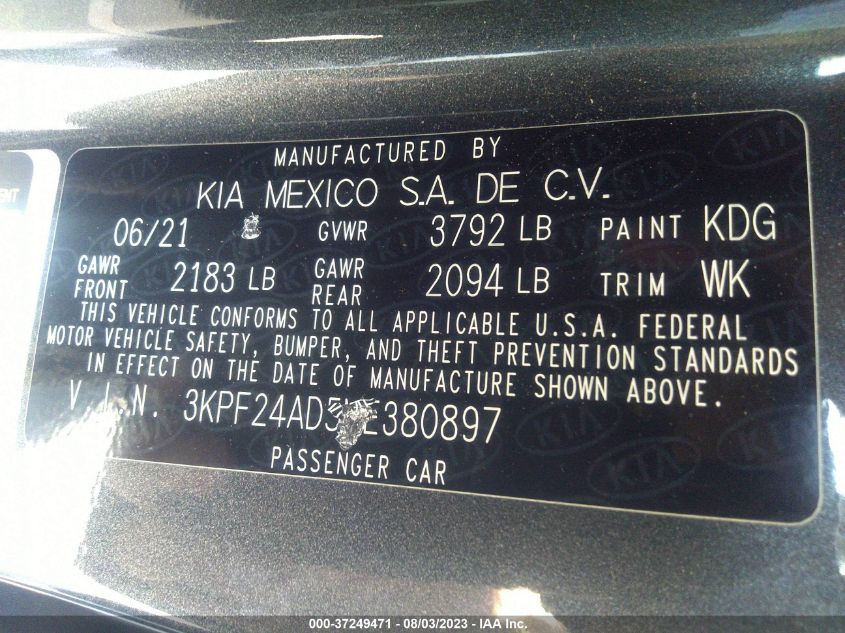 MANUFACTURED BY
KIA MEXICO S.A. DE C.V.
06/21 GVWR 3792 LB PAINT KDG
GAWR FRONT 2183 LB GAWR REAR 2094 LB TRIM WK
THIS VEHICLE CONFORMS TO ALL APPLICABLE U.S.A. FEDERAL
MOTOR VEHICLE SAFETY, BUMPER, AND THEFT PREVENTION STANDARDS
IN EFFECT ON THE DATE OF MANUFACTURE SHOWN ABOVE.
V.I.N.
PASSENGER CAR
000-37249471 - 08/03/2023 - IAA Inc.